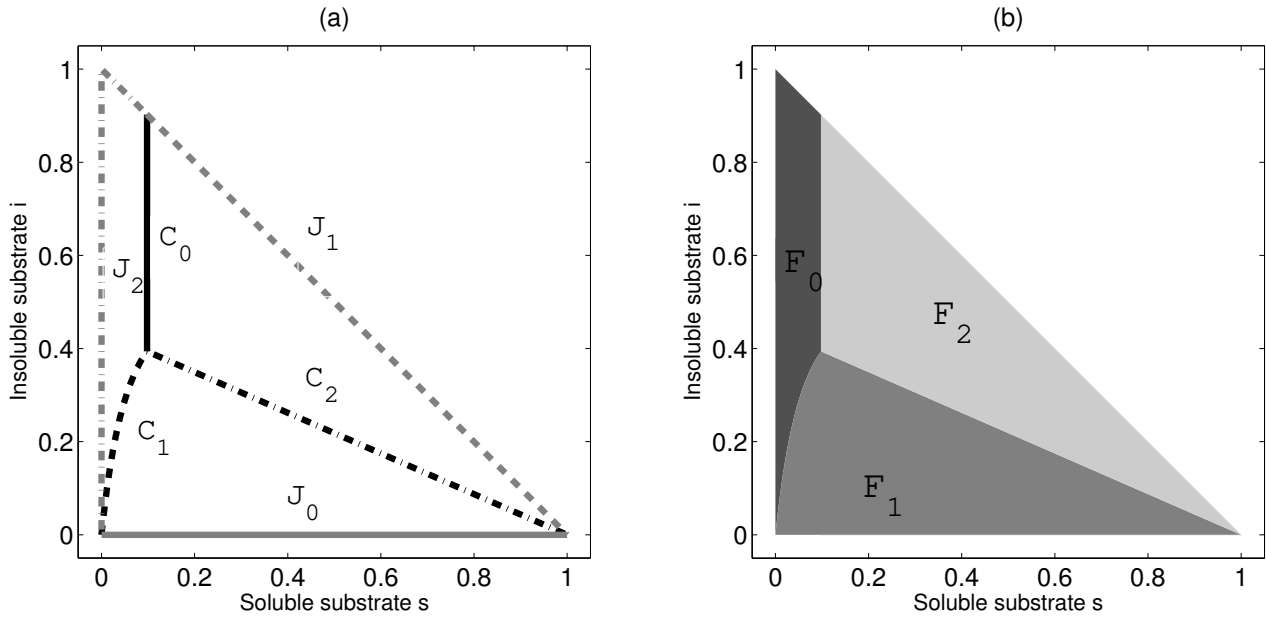 (a)
1
0.8
0.6
0.4
0.2
0
0 0.2 0.4 0.6 0.8 1
Insoluble substrate i
Soluble substrate s
J1
C0
J2
C2
C1
J0
(b)
1
0.8
0.6
0.4
0.2
0
0 0.2 0.4 0.6 0.8 1
Insoluble substrate i
Soluble substrate s
F0
F2
F1